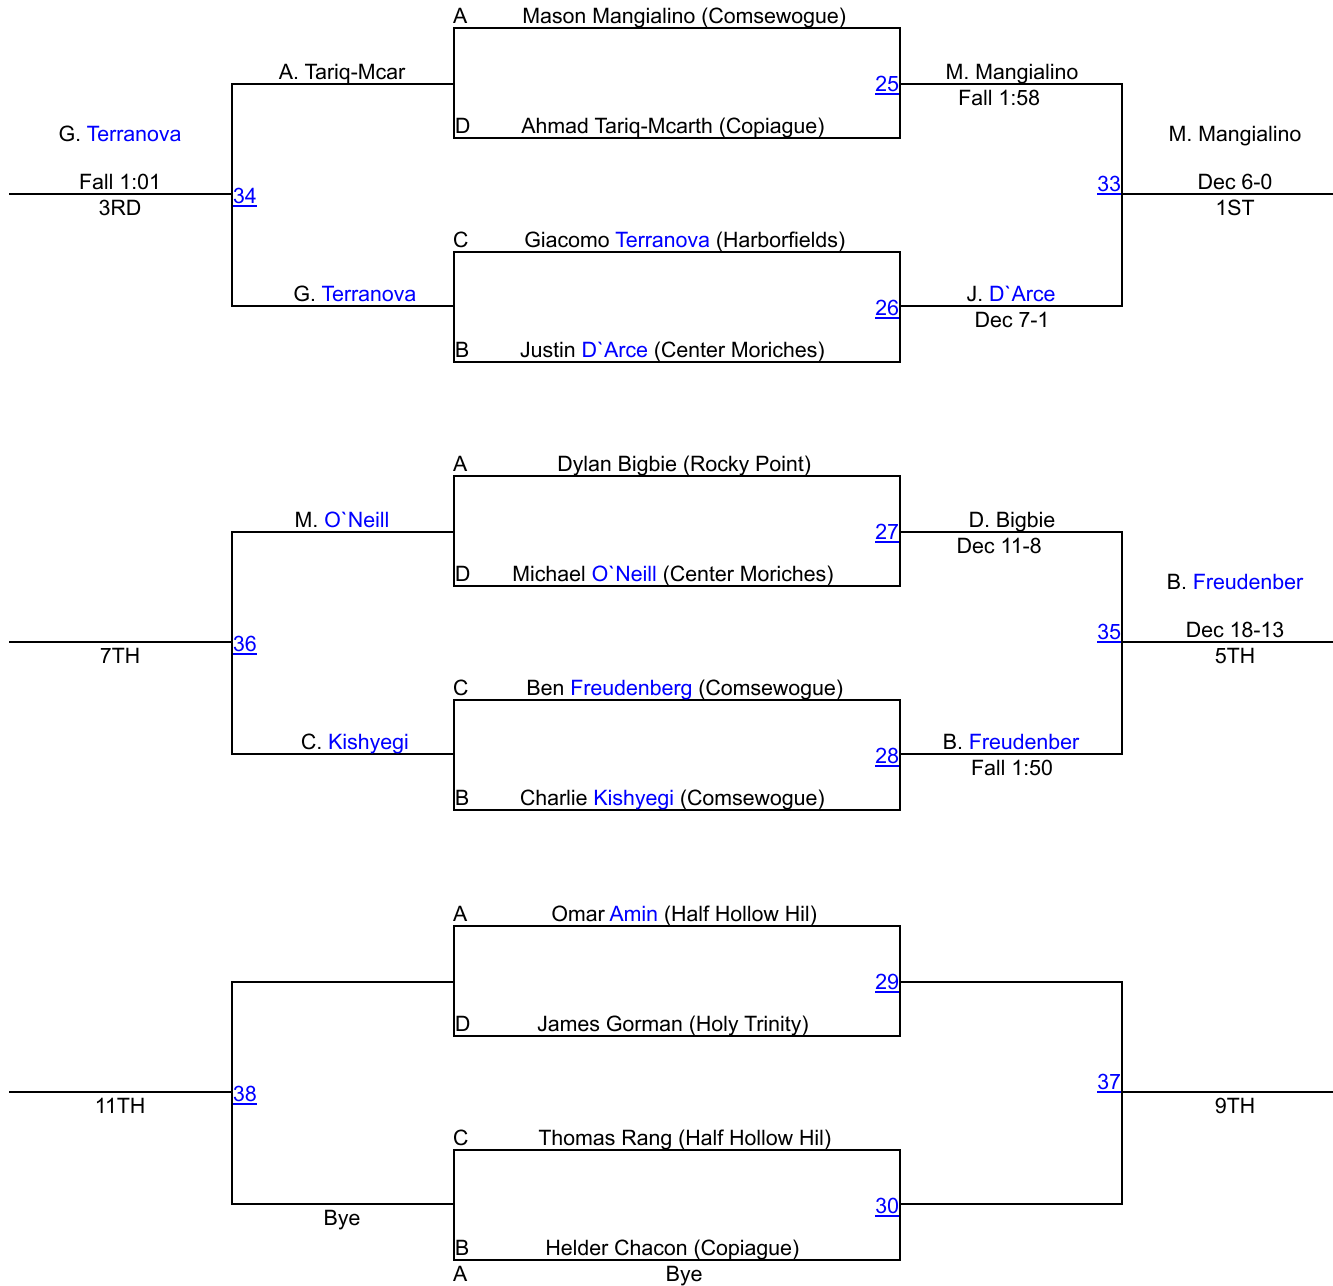 A Mason Mangialino (Comsewogue)
A. Tariq-Mcar
25
M. Mangialino
Fall 1:58
D Ahmad Tariq-Mcarth (Copiague)
G. Terranova
M. Mangialino
Fall 1:01
34
3RD
33
Dec 6-0
1ST
C Giacomo Terranova (Harborfields)
G. Terranova
26
J. D`Arce
Dec 7-1
B Justin D`Arce (Center Moriches)
A Dylan Bigbie (Rocky Point)
M. O`Neill
27
D. Bigbie
Dec 11-8
D Michael O`Neill (Center Moriches)
B. Freudenber
36
7TH
35
Dec 18-13
5TH
C Ben Freudenberg (Comsewogue)
C. Kishyegi
28
B. Freudenber
Fall 1:50
B Charlie Kishyegi (Comsewogue)
A Omar Amin (Half Hollow Hil)
29
D James Gorman (Holy Trinity)
38
11TH
37
9TH
C Thomas Rang (Half Hollow Hil)
30
Bye
B Helder Chacon (Copiague)
A Bye